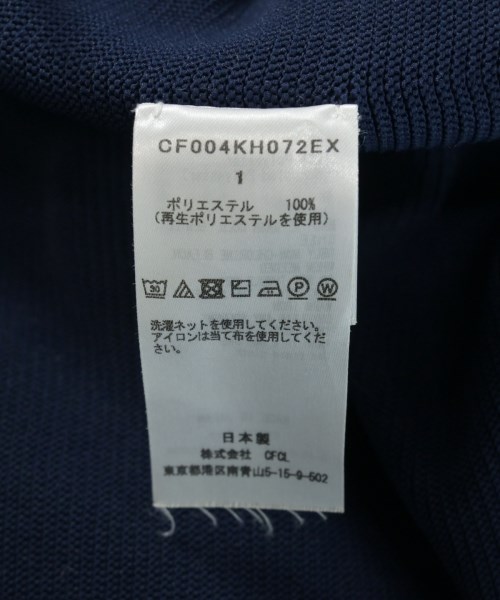 CF004KH072EX
1
ポリエステル 100%
(再生ポリエステルを使用)
洗濯ネットを使用してください。
アイロンは当て布を使用してくだ
さい。
日本製
株式会社 CFCL
東京都港区南青山5-15-9-502